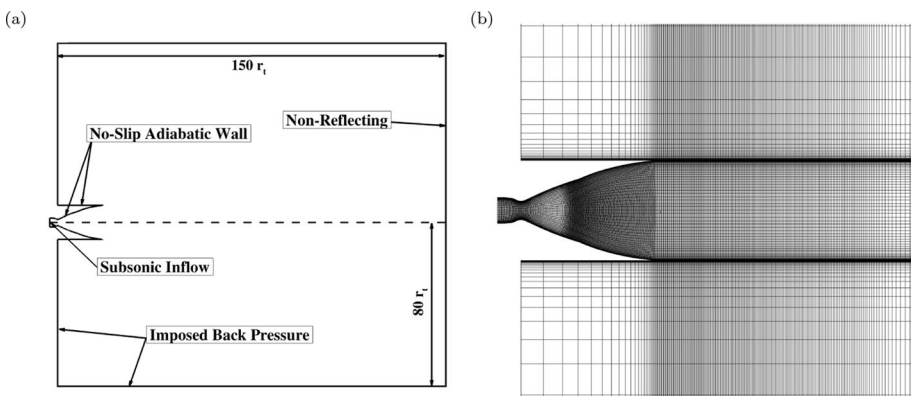 (a)
(b)
150 r_t
Non-Reflecting
No-Slip Adiabatic Wall
Subsonic Inflow
80 r_t
Imposed Back Pressure